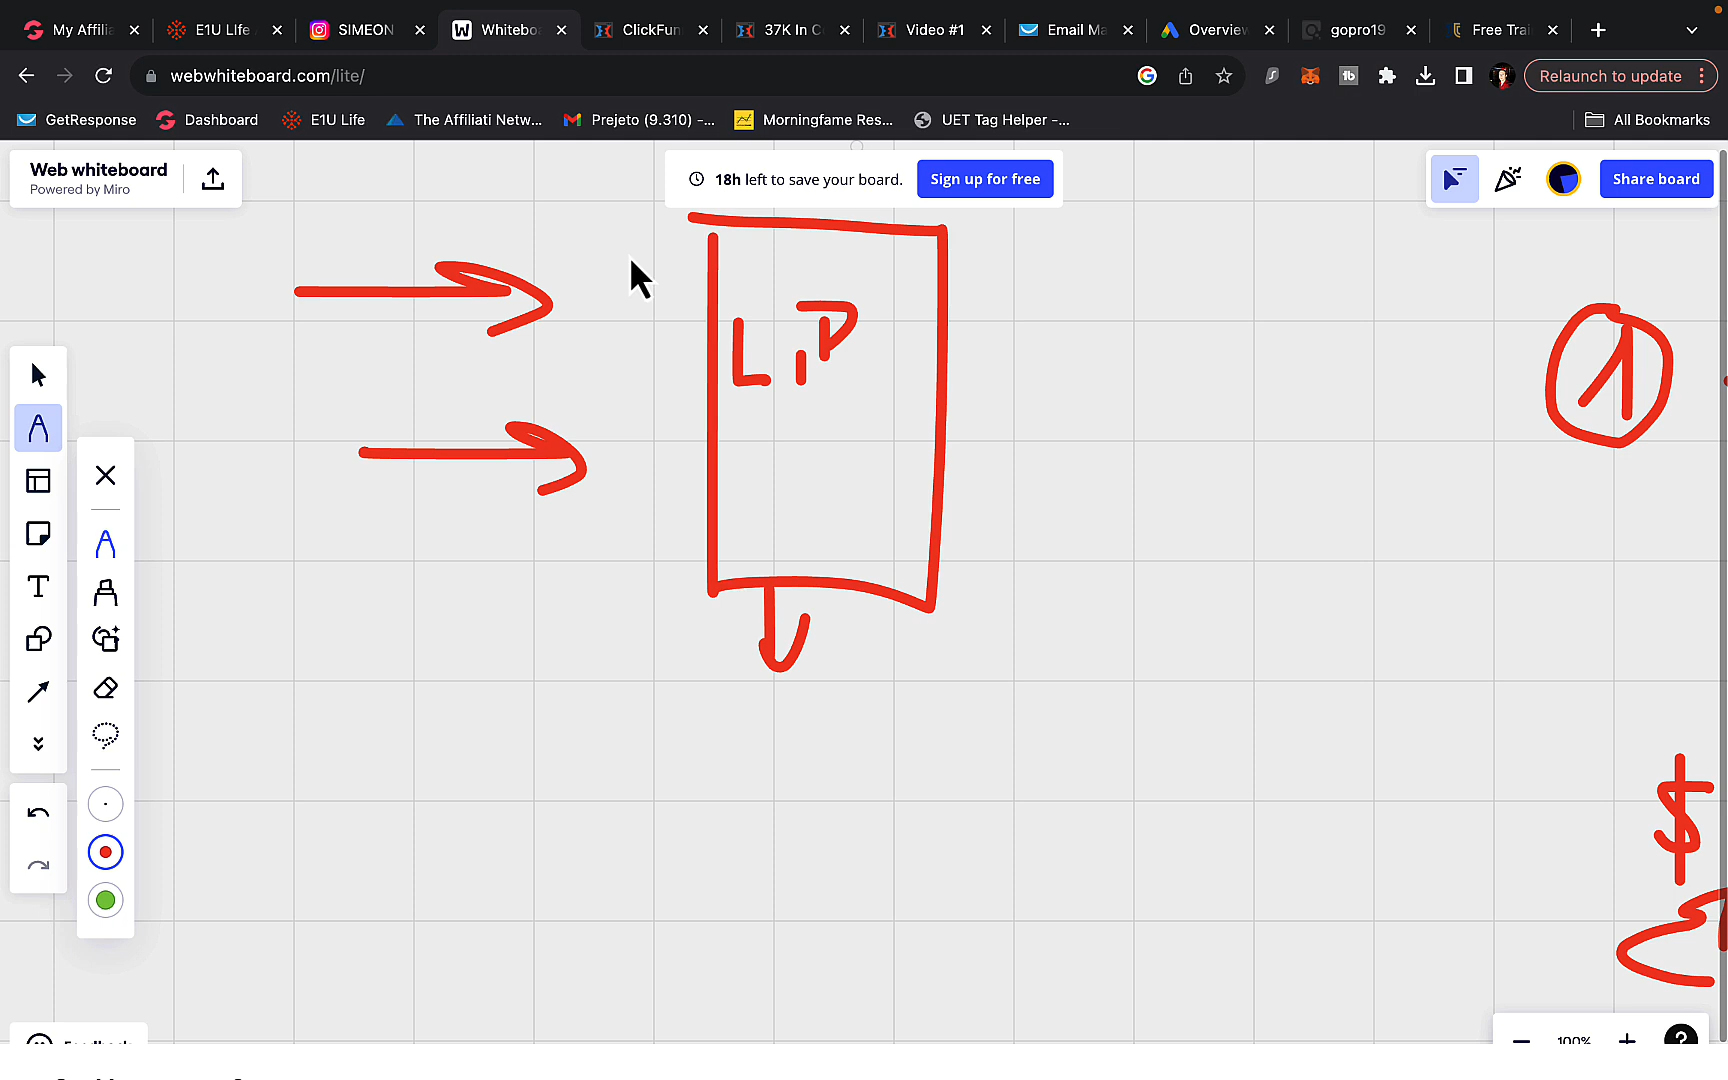 My Affilia
E1U LIfe
SIMEON
Whitebo
ClickFun
37K In C
Video #1
Email Ma
Overview
gopro19
Free Trai
webwhiteboard.com/lite/
Relaunch to update
GetResponse
Dashboard
E1U Life
The Affiliati Netw...
Prejeto (9.310) -...
Morningfame Res...
UET Tag Helper -...
All Bookmarks
Web whiteboard
Powered by Miro
18h left to save your board.
Sign up for free
Share board
L.P
1
T
$
100%
?